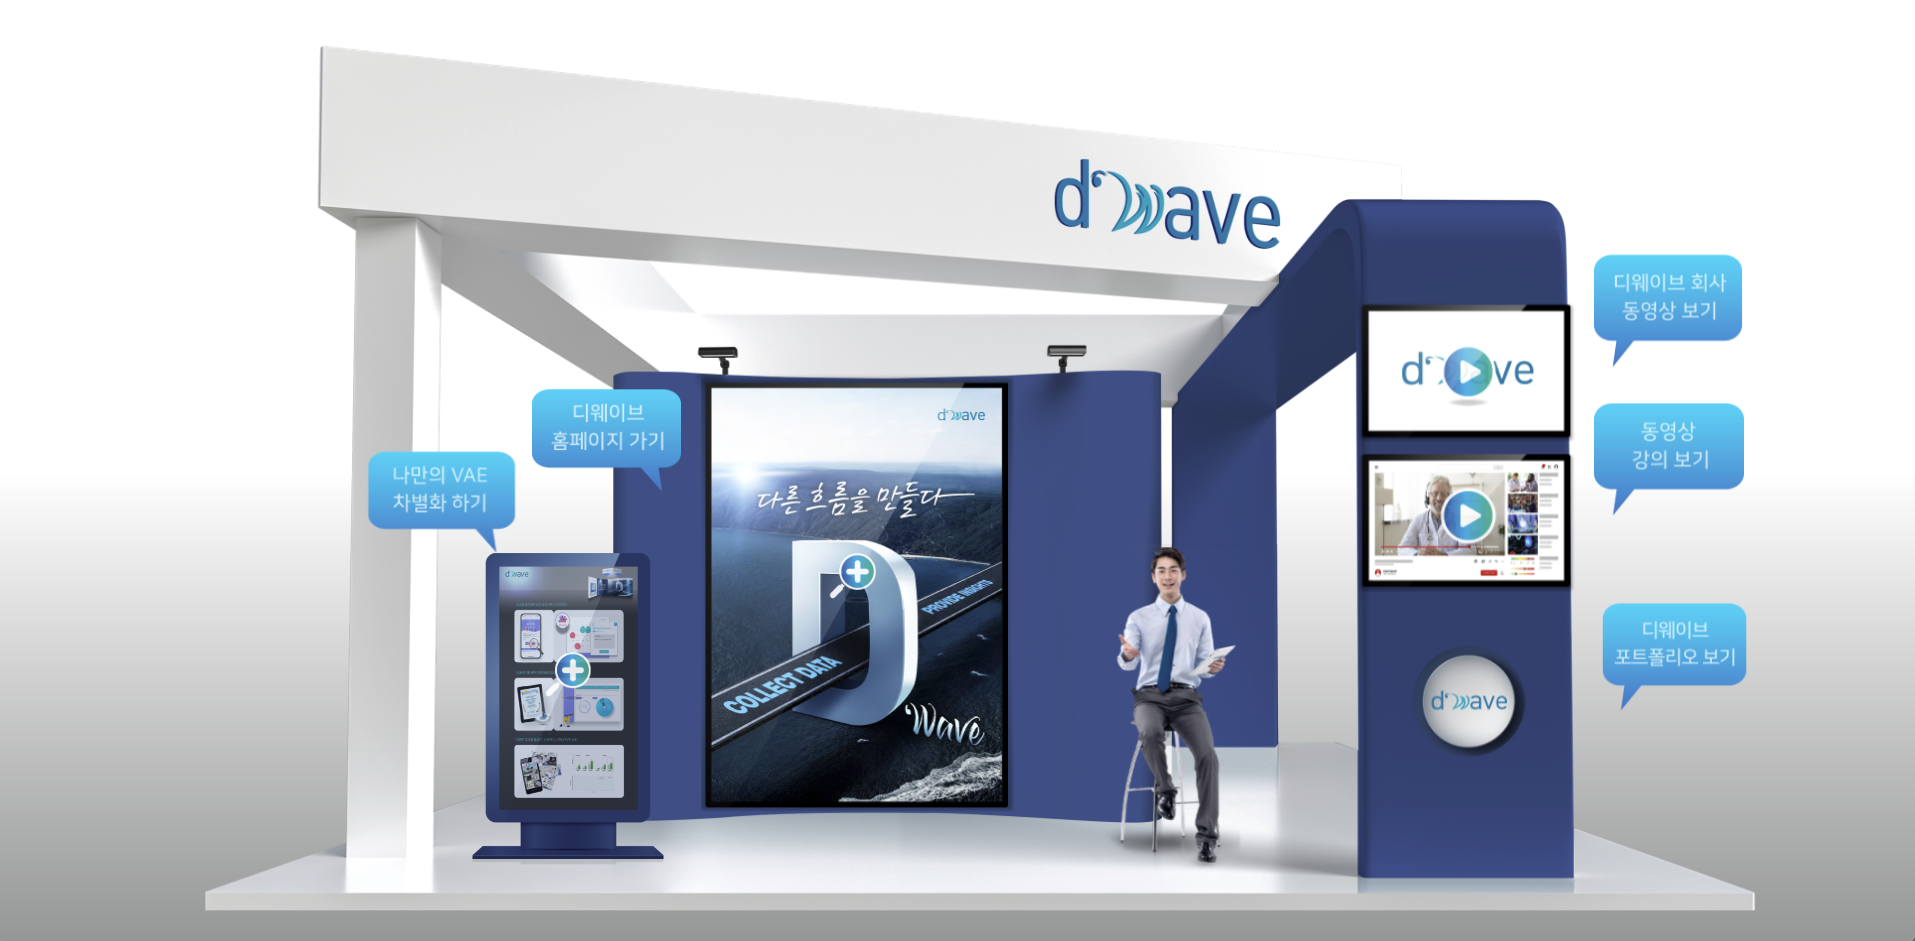 d'wave
디웨이브 회사
동영상 보기
d'wave
동영상
강의 보기
디웨이브
포트폴리오 보기
d'wave
디웨이브
홈페이지 가기
나만의 VAE
차별화 하기
d'wave
d'wave
다른 흐름을 만들다
D
PROVIDE INSIGHTS
COLLECT DATA
'Wave